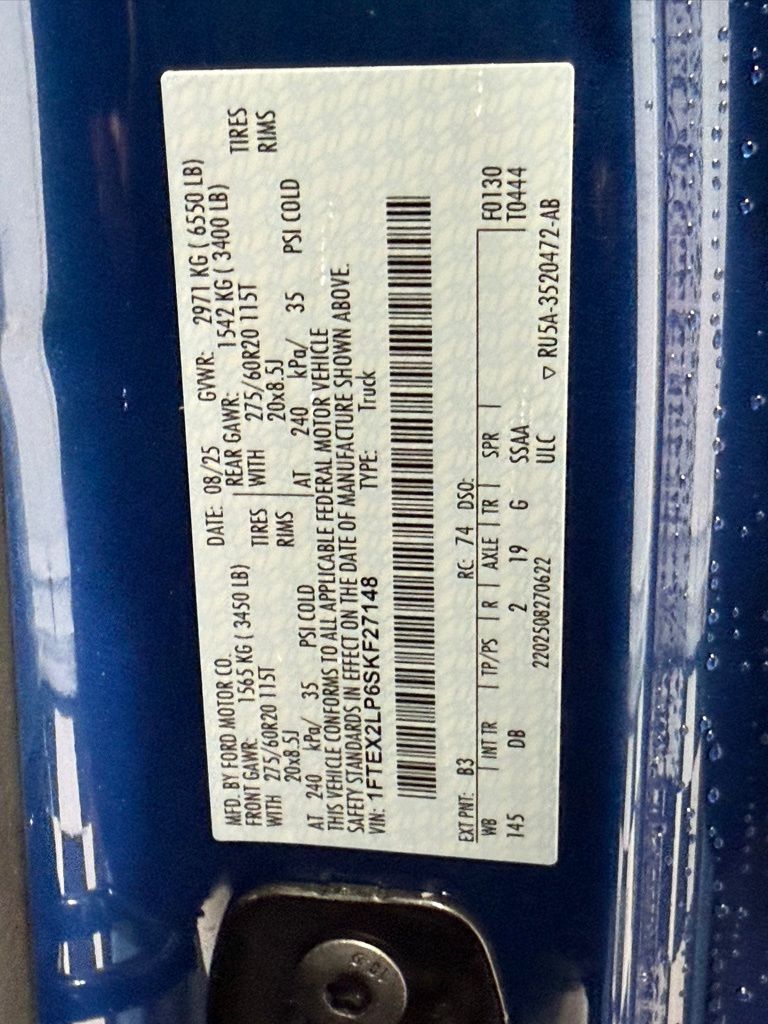 MFD. BY FORD MOTOR CO.
DATE: 08/25 GVWR: 2971 KG ( 6550 LB)
FRONT GAWR: 1565 KG ( 3450 LB) REAR GAWR: 1542 KG ( 3400 LB)
WITH 275/60R20 115T TIRES WITH 275/60R20 115T TIRES
20x8.5J RIMS 20x8.5J RIMS
AT 240 kPa/ 35 PSI COLD AT 240 kPa/ 35 PSI COLD
THIS VEHICLE CONFORMS TO ALL APPLICABLE FEDERAL MOTOR VEHICLE
SAFETY STANDARDS IN EFFECT ON THE DATE OF MANUFACTURE SHOWN ABOVE.
VIN: 1FTEX2LP6SKF27148 TYPE: Truck
EXT PNT: B3 RC: 74 DSO: F0130
WB INT TR TP/PS R AXLE TR SPR T0444
145 DB 2 19 G SSAA
2202508270622 ULC ▽ RU5A-3520472-AB